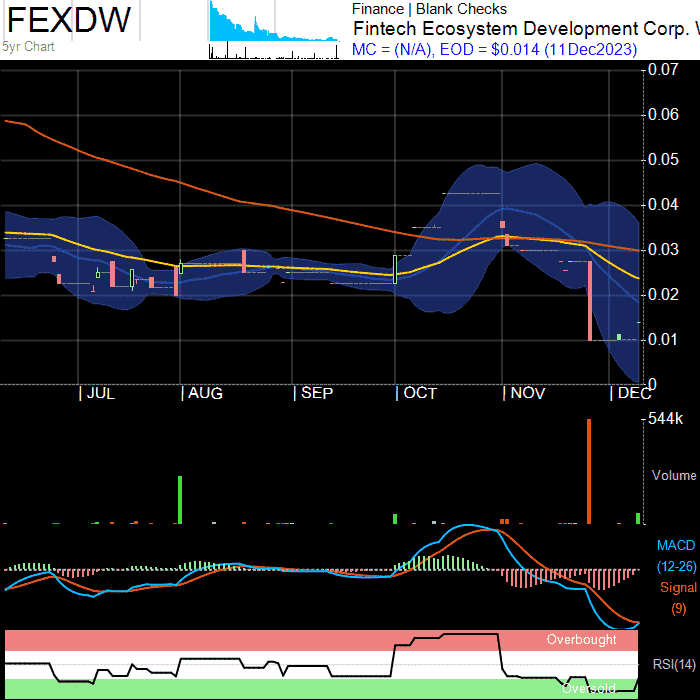 FEXDW
5yr Chart
Finance | Blank Checks
Fintech Ecosystem Development Corp. W
MC = (N/A), EOD = $0.014 (11Dec2023)
0.07
0.06
0.05
0.04
0.03
0.02
0.01
0
JUL
AUG
SEP
OCT
NOV
DEC
544k
Volume
MACD
(12-26)
Signal
(9)
Overbought
RSI(14)
Oversold